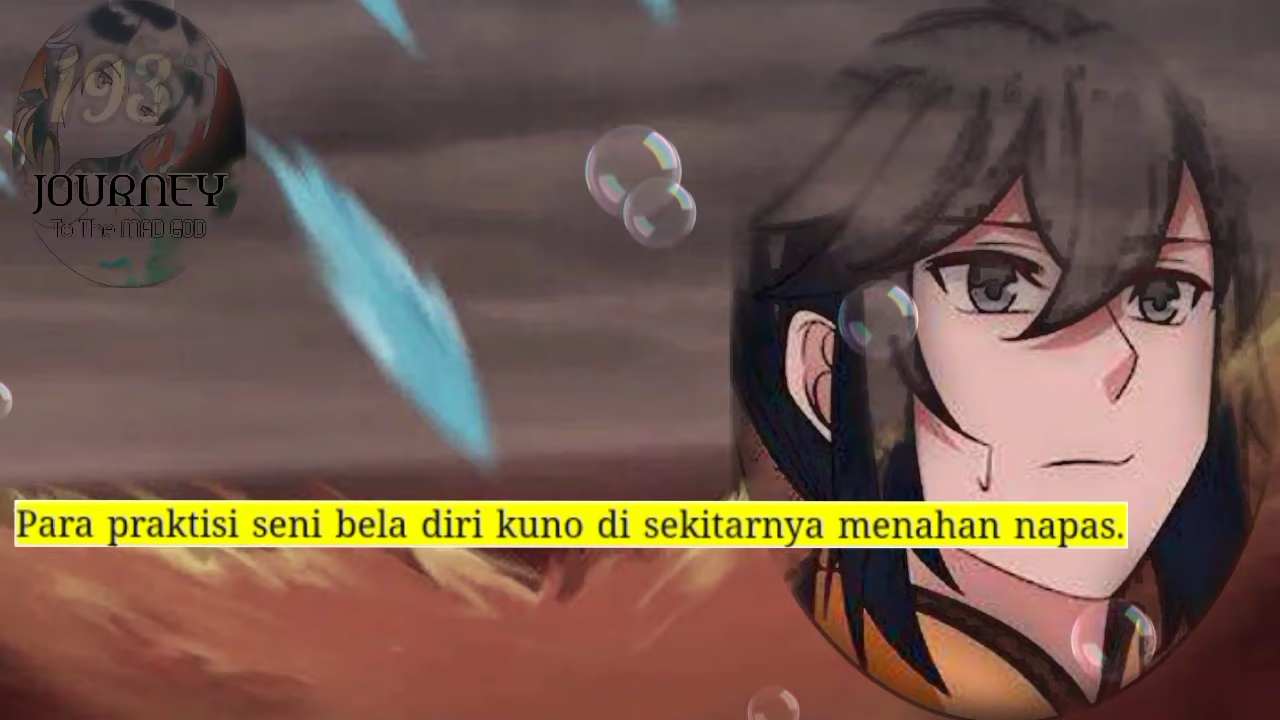 193
JOURNEY
To The MAD GOD
Para praktisi seni bela diri kuno di sekitarnya menahan napas.